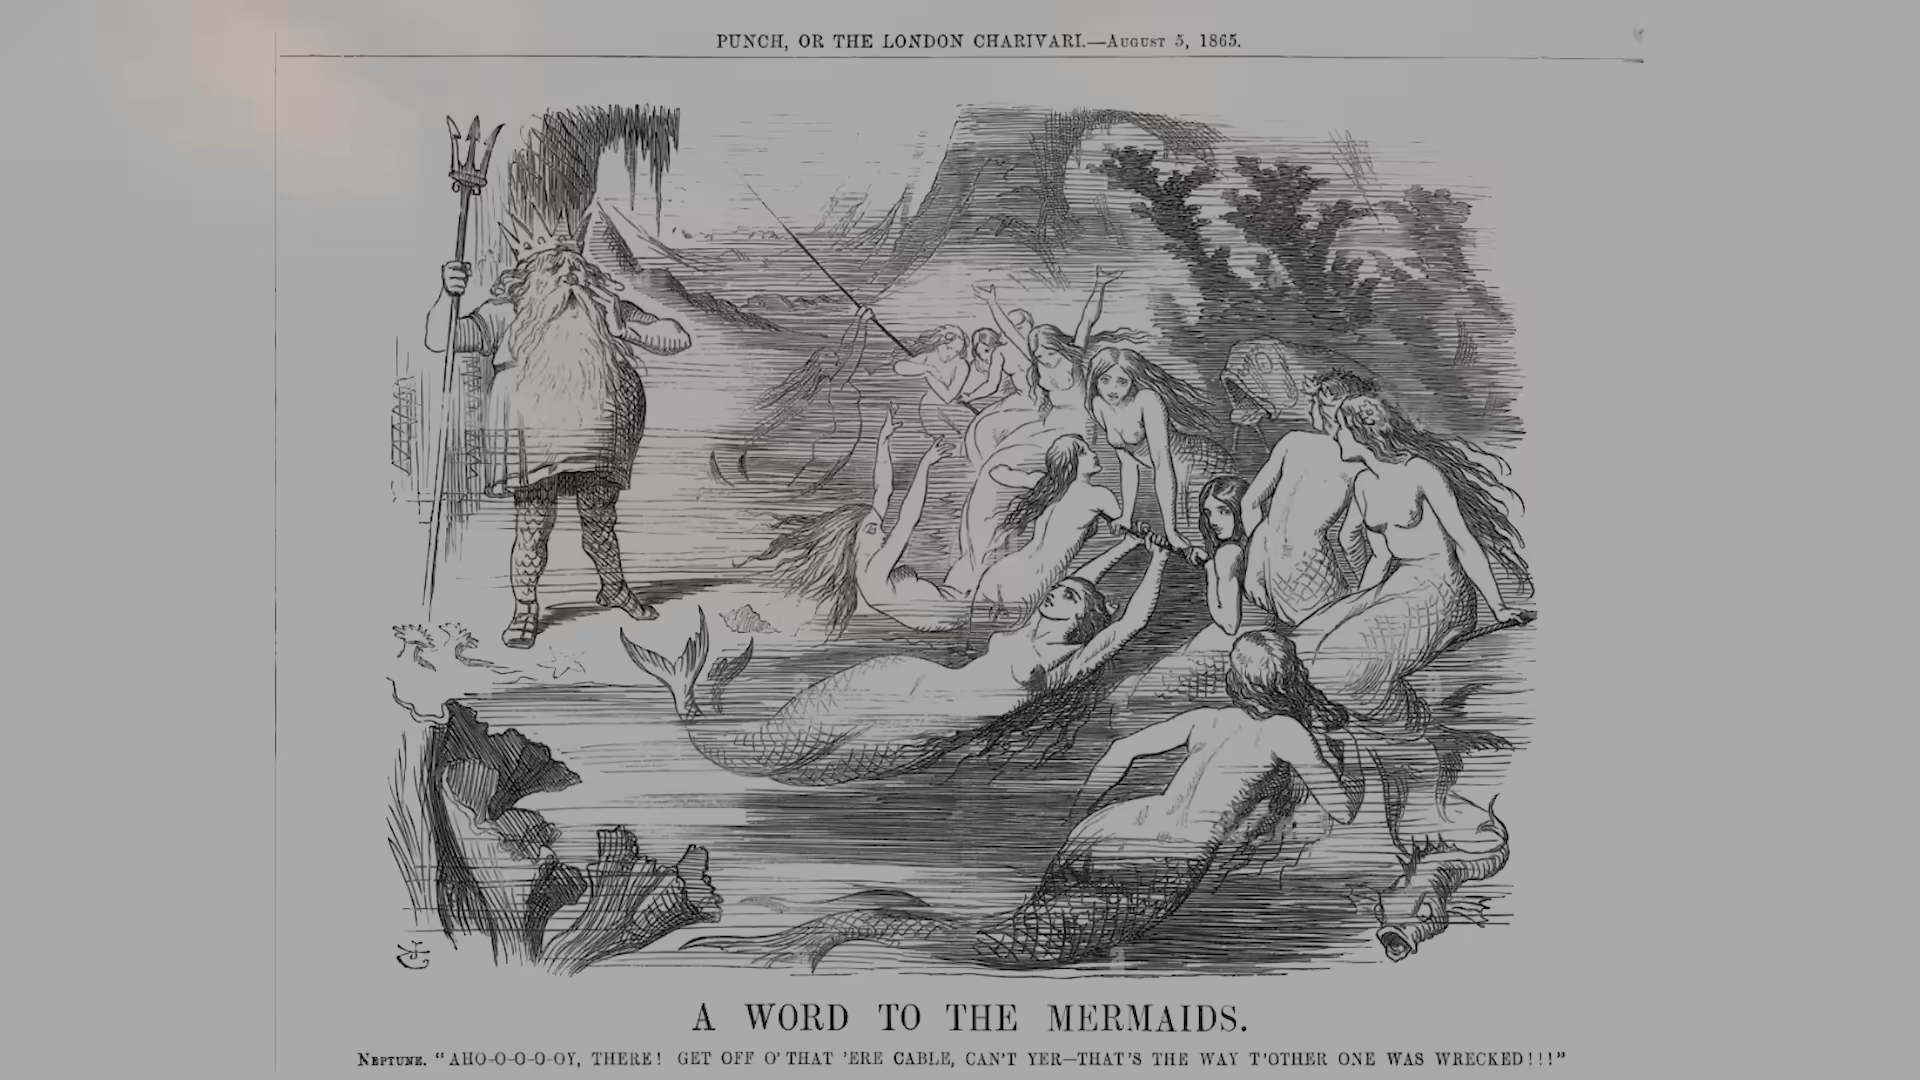 PUNCH, OR THE LONDON CHARIVARI.—AUGUST 5, 1865.
A WORD TO THE MERMAIDS.
NEPTUNE. "AHO-O-O-O-OY, THERE! GET OFF O' THAT 'ERE CABLE, CAN'T YER—THAT'S THE WAY T'OTHER ONE WAS WRECKED!!!"